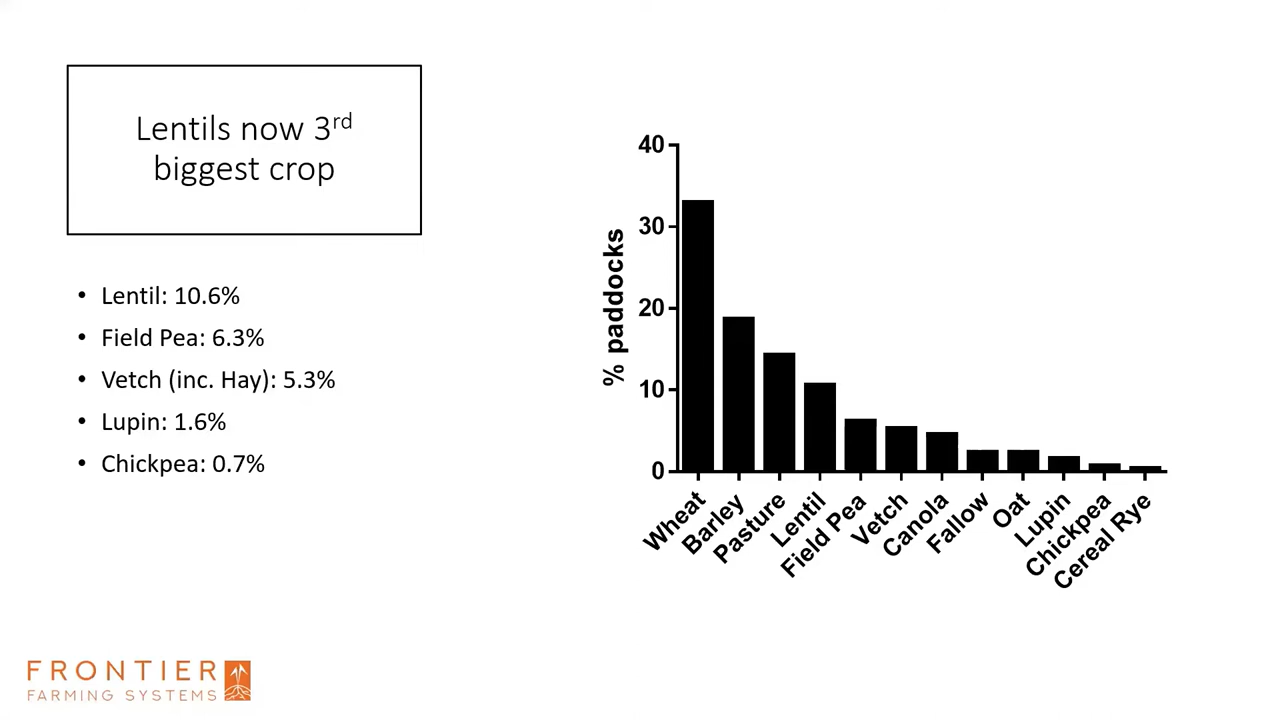 Lentils now 3rd
biggest crop
• Lentil: 10.6%
• Field Pea: 6.3%
• Vetch (inc. Hay): 5.3%
• Lupin: 1.6%
• Chickpea: 0.7%
% paddocks
40
30
20
10
0
Wheat
Barley
Pasture
Lentil
Field Pea
Vetch
Canola
Fallow
Oat
Lupin
Chickpea
Cereal Rye
FRONTIER
FARMING SYSTEMS